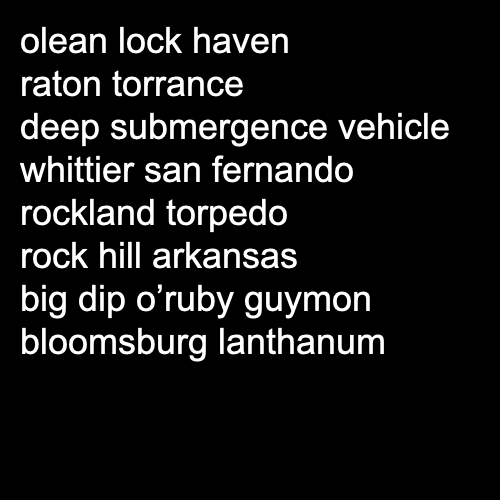 olean lock haven
raton torrance
deep submergence vehicle
whittier san fernando
rockland torpedo
rock hill arkansas
big dip o’ruby guymon
bloomsburg lanthanum